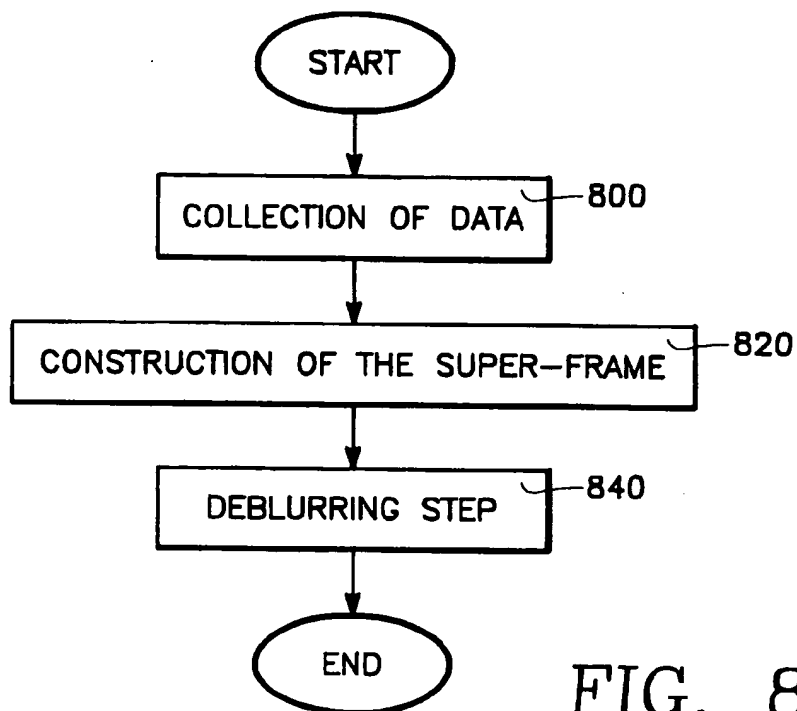 START
COLLECTION OF DATA
800
CONSTRUCTION OF THE SUPER-FRAME
820
DEBLURRING STEP
840
END
FIG. 8